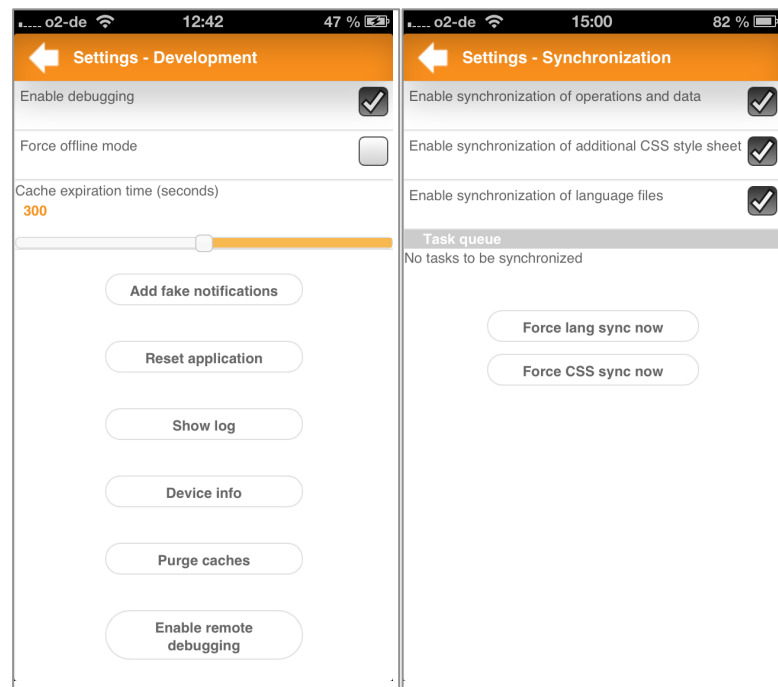 o2-de 12:42 47 %
Settings - Development
Enable debugging
Force offline mode
Cache expiration time (seconds)
300
Add fake notifications
Reset application
Show log
Device info
Purge caches
Enable remote
debugging
o2-de 15:00 82 %
Settings - Synchronization
Enable synchronization of operations and data
Enable synchronization of additional CSS style sheet
Enable synchronization of language files
Task queue
No tasks to be synchronized
Force lang sync now
Force CSS sync now